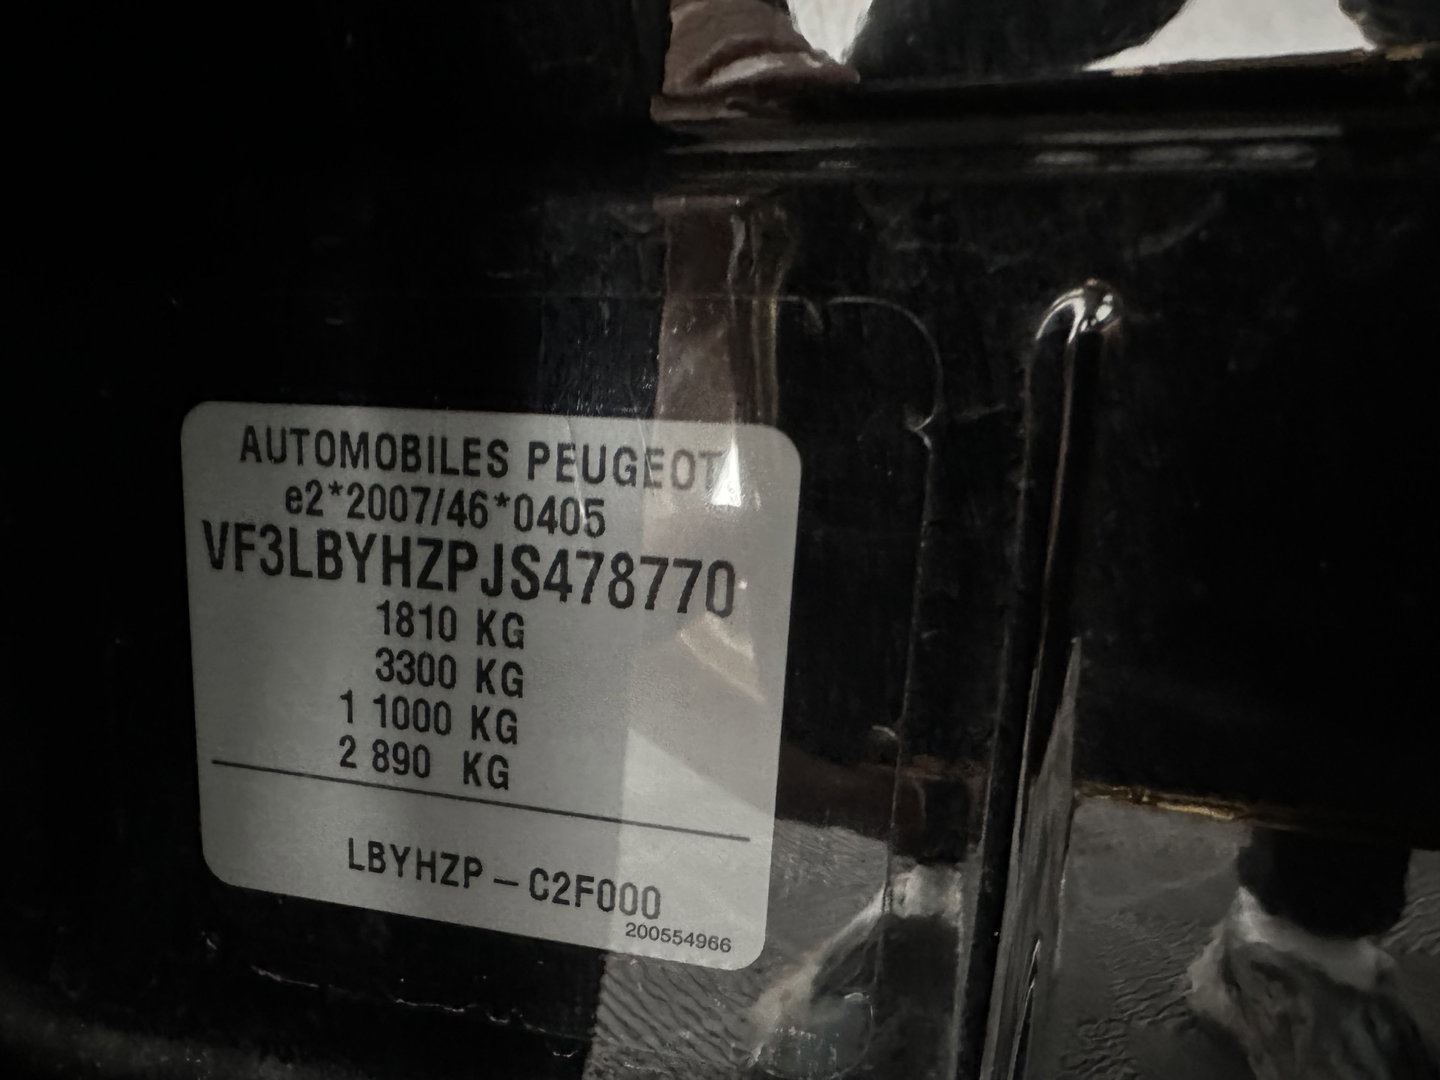 AUTOMOBILES PEUGEOT
e2*2007/46*0405
VF3LBYHZPJS478770
1810 KG
3300 KG
1 1000 KG
2 890 KG
LBYHZP – C2F000
200554966